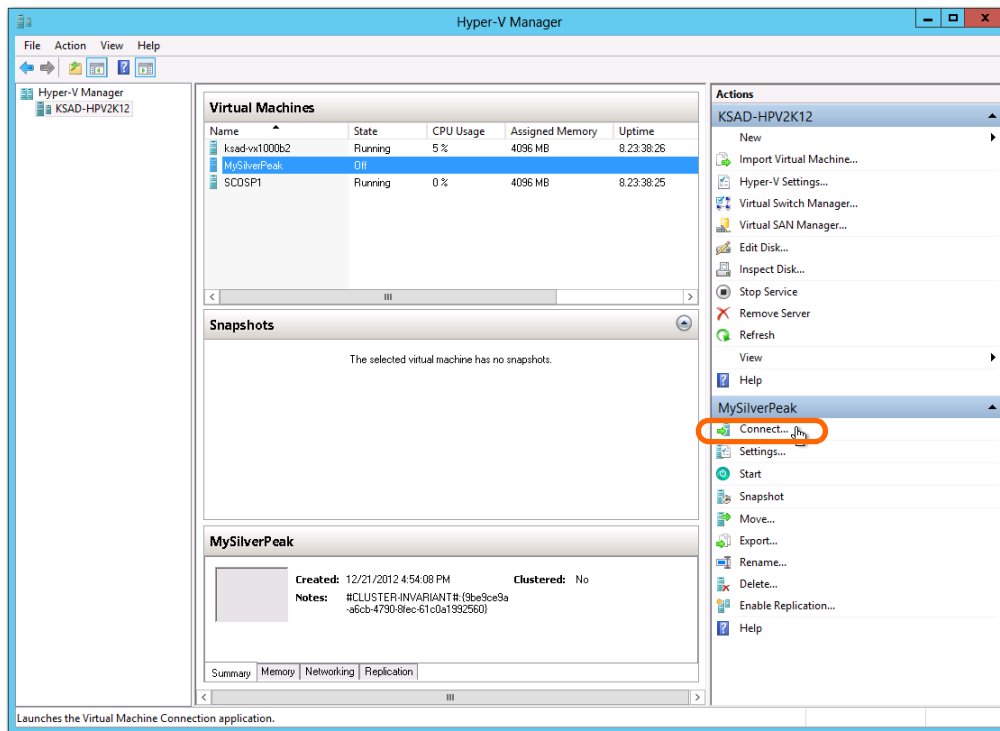 Hyper-V Manager
File Action View Help
Hyper-V Manager
KSAD-HPV2K12
Virtual Machines
Name State CPU Usage Assigned Memory Uptime
ksad-vx1000b2 Running 5 % 4096 MB 8.23:38:26
MySilverPeak Off
SCOSP1 Running 0 % 4096 MB 8.23:38:25
Snapshots
The selected virtual machine has no snapshots.
MySilverPeak
Created: 12/21/2012 4:54:08 PM Clustered: No
Notes: #CLUSTER-INVARIANT#:{9be9ce9a
-a6cb-4790-8fec-61c0a1992560}
Summary Memory Networking Replication
Actions
KSAD-HPV2K12
New
Import Virtual Machine...
Hyper-V Settings...
Virtual Switch Manager...
Virtual SAN Manager...
Edit Disk...
Inspect Disk...
Stop Service
Remove Server
Refresh
View
Help
MySilverPeak
Connect...
Settings...
Start
Snapshot
Move...
Export...
Rename...
Delete...
Enable Replication...
Help
Launches the Virtual Machine Connection application.